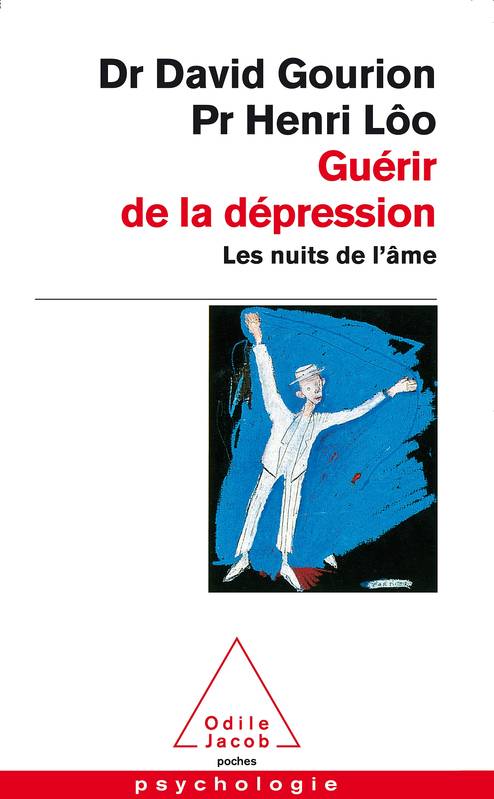 Dr David Gourion
Pr Henri Lôo
Guérir
de la dépression
Les nuits de l’âme
Odile
Jacob
poches
psychologie